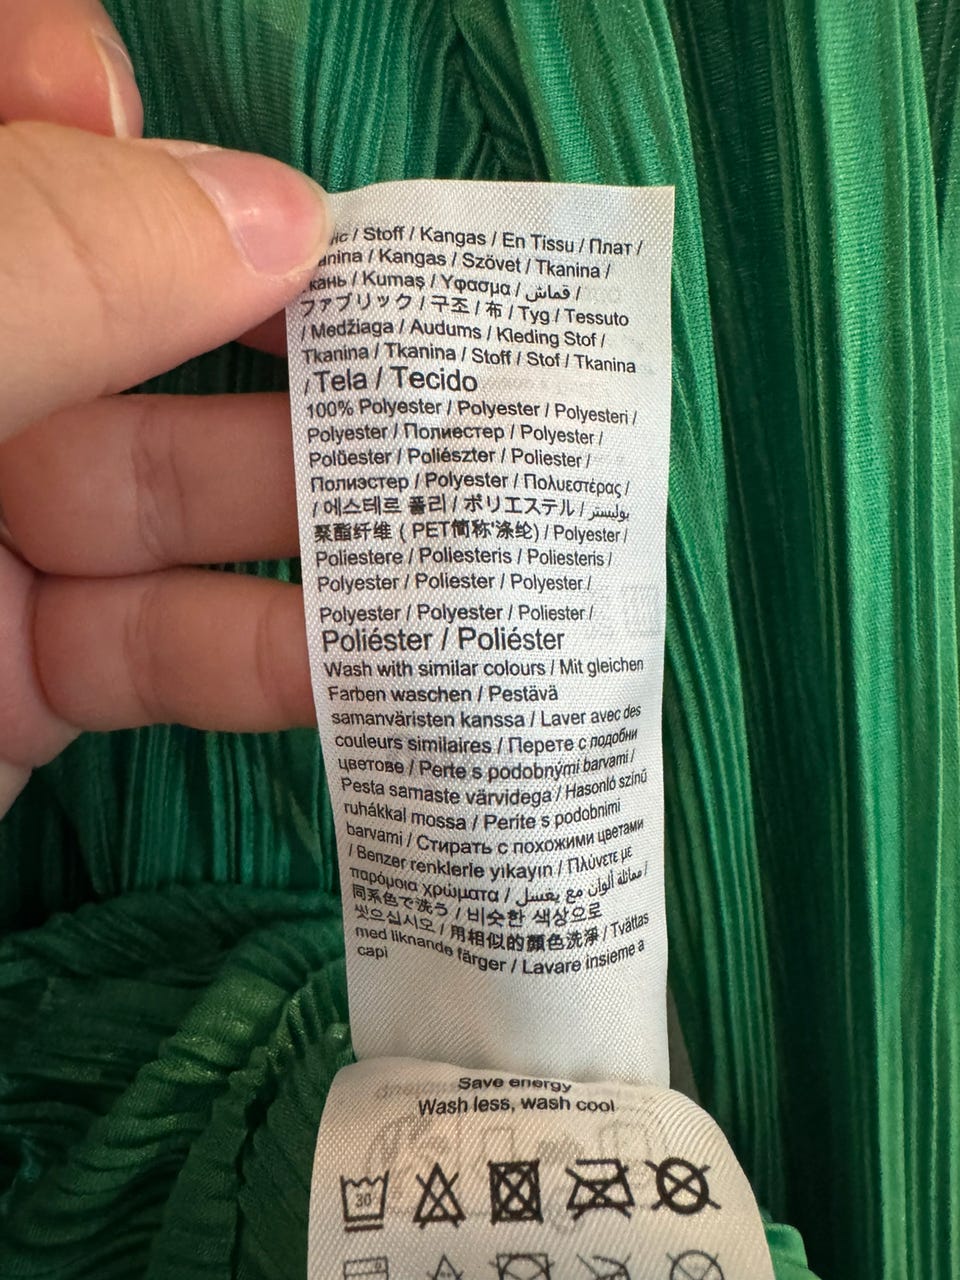 / Stoff / Kangas / En Tissu / Плат /
/ Kangas / Szövet / Tkanina /
/ Kumaş / Υφασμα / قماش /
ファブリック / 구조 / 布 / Tyg / Tessuto
/ Medžiaga / Audums / Kleding Stof /
Tkanina / Tkanina / Stoff / Stof / Tkanina
/ Tela / Tecido
100% Polyester / Polyester / Polyesteri /
Polyester / Полиестер / Polyester /
Polüester / Poliészter / Poliester /
Полиэстер / Polyester / Πολυεστέρας /
/ 에스테르 폴리 / ポリエステル / بوليستر
聚酯纤维 ( PET简称'涤纶) / Polyester /
Poliestere / Poliesteris / Poliesteris /
Polyester / Poliester / Polyester /
Polyester / Polyester / Poliester /
Poliéster / Poliéster
Wash with similar colours / Mit gleichen
Farben waschen / Pestävä
samanväristen kanssa / Laver avec des
couleurs similaires / Перете с подобни
цветове / Perte s podobnými barvami /
Pesta samaste värvidega / Hasonló színű
ruhákkal mossa / Perite s podobnimi
barvami / Стирать с похожими цветами
/ Benzer renklerle yıkayın / Πλύνετε με
παρόμοια χρώματα / مماثلة ألوان مع يغسل /
同系色で洗う / 비슷한 색상으로
씻으십시오 / 用相似的顏色洗淨 / Tvättas
med liknande färger / Lavare insieme a
capi
Save energy
Wash less, wash cool
30